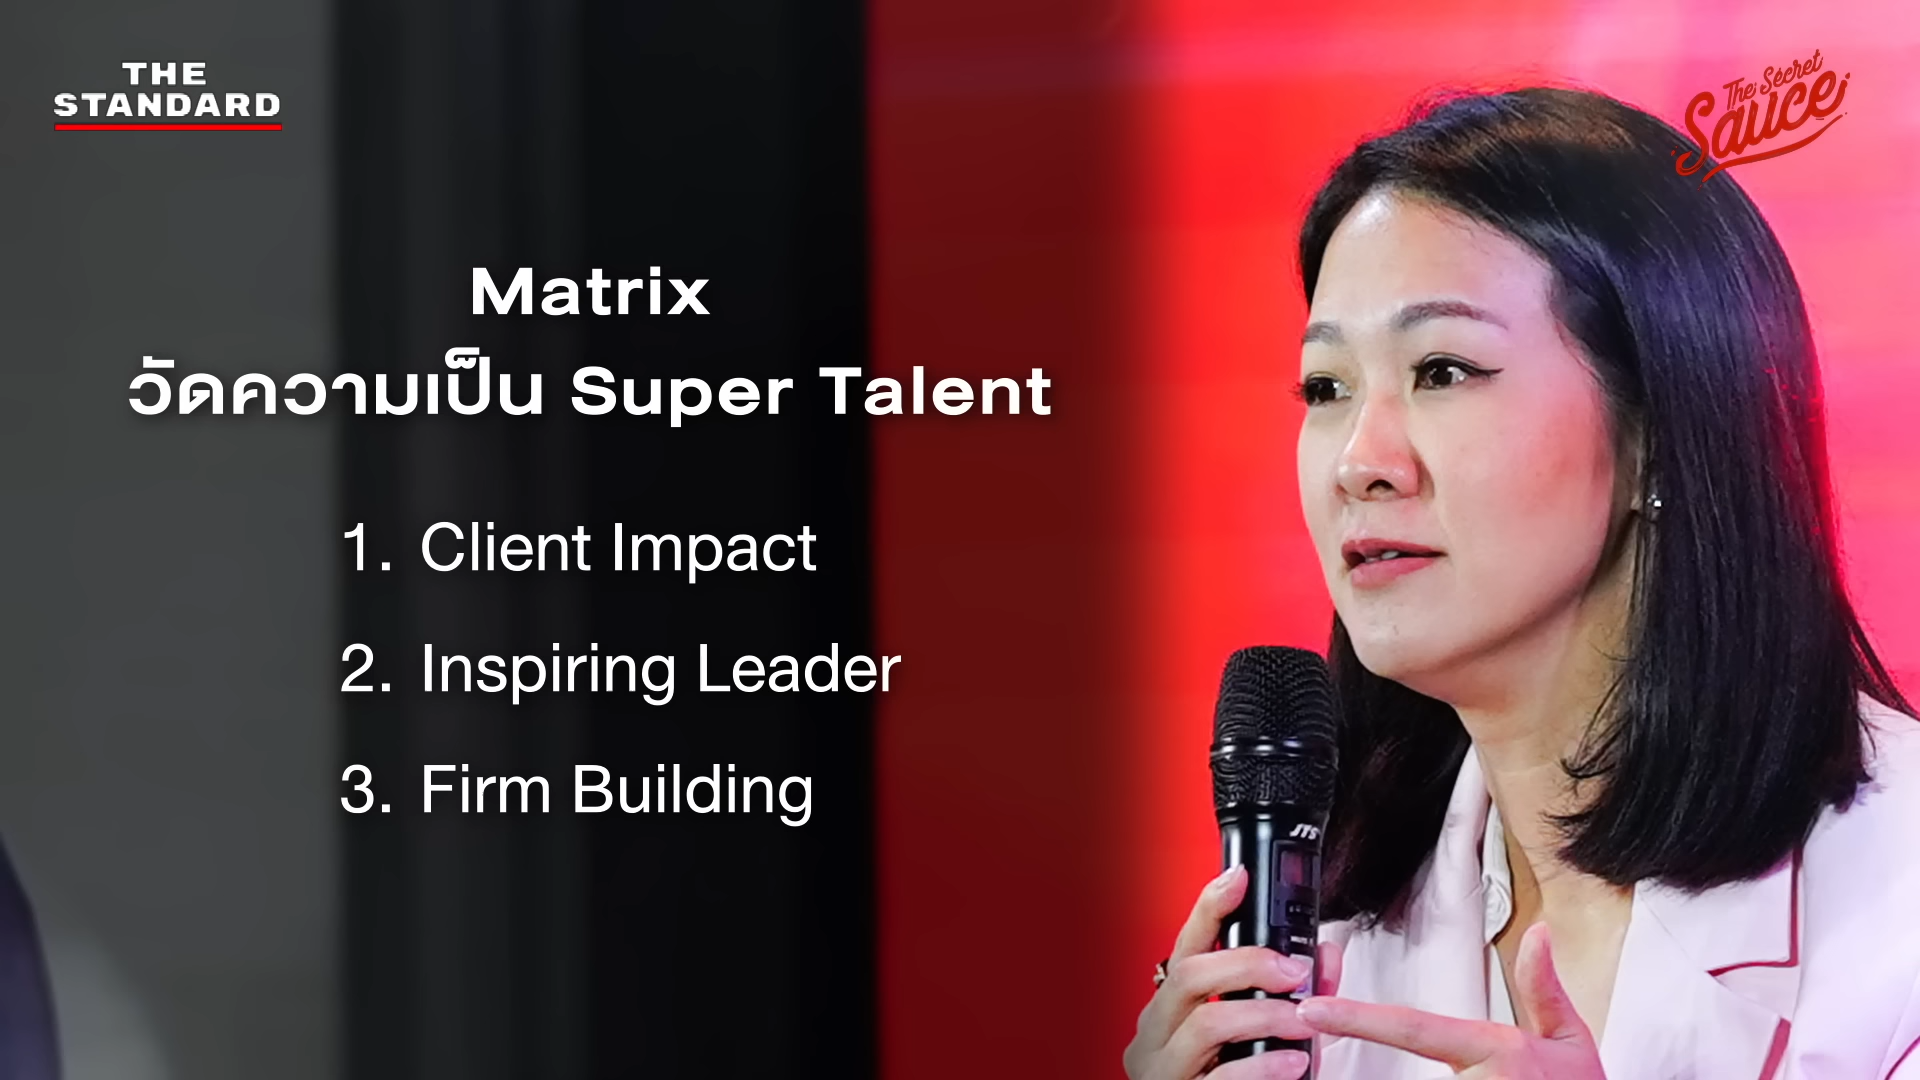 THE
STANDARD
The Secret
Sauce
Matrix
วัดความเป็น Super Talent
1. Client Impact
2. Inspiring Leader
3. Firm Building
JTS